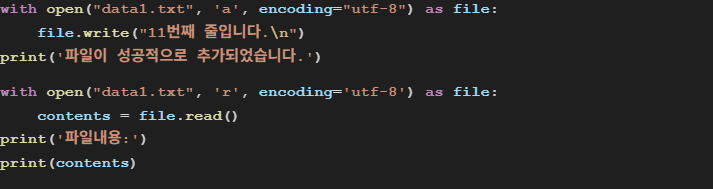 with open("data1.txt", 'a', encoding="utf-8") as file:
    file.write("11번째 줄입니다.\n")
print('파일이 성공적으로 추가되었습니다.')
with open("data1.txt", 'r', encoding='utf-8') as file:
    contents = file.read()
print('파일내용:')
print(contents)